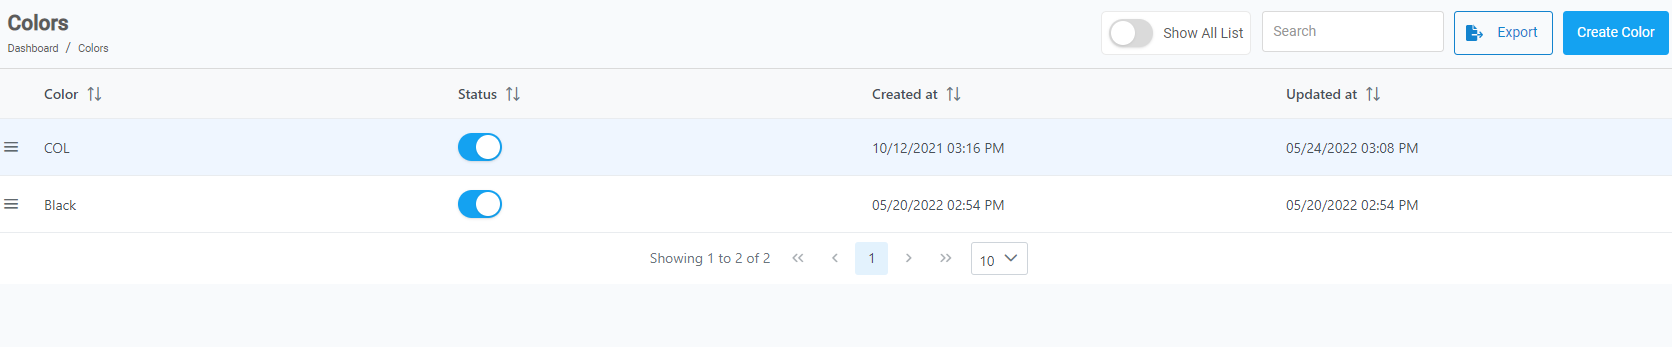 Colors
Dashboard / Colors
Show All List
Search
Export
Create Color
Color Status Created at Updated at
COL 10/12/2021 03:16 PM 05/24/2022 03:08 PM
Black 05/20/2022 02:54 PM 05/20/2022 02:54 PM
Showing 1 to 2 of 2 « ‹ 1 › » 10